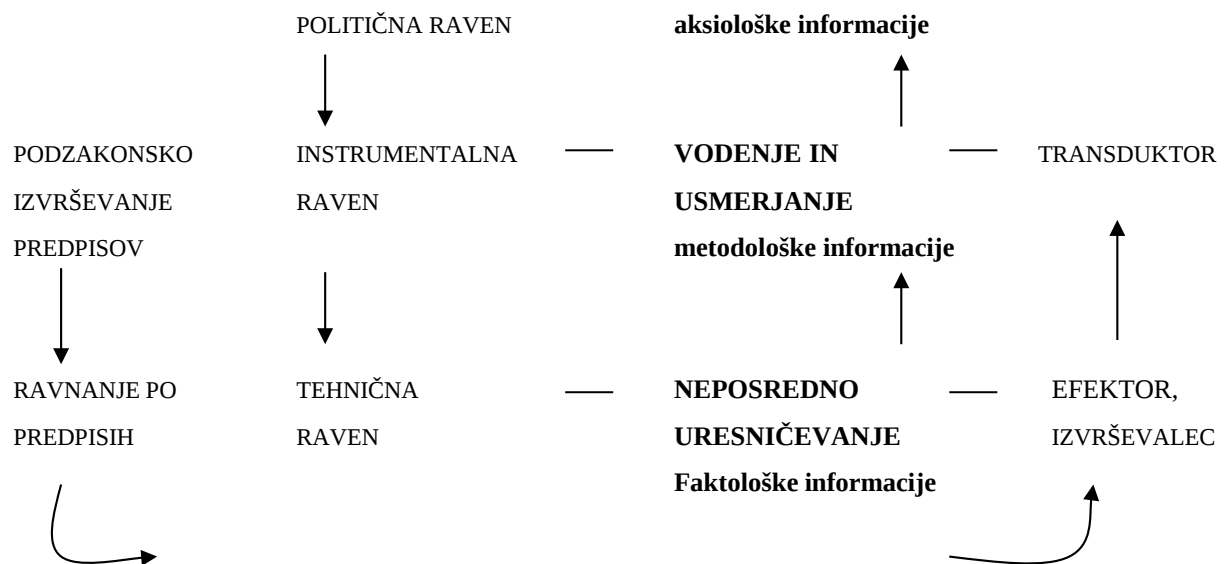 POLITIČNA RAVEN
aksiološke informacije
PODZAKONSKO
IZVRŠEVANJE
PREDPISOV
INSTRUMENTALNA
RAVEN
VODENJE IN
USMERJANJE
metodološke informacije
TRANSDUKTOR
RAVNANJE PO
PREDPISIH
TEHNIČNA
RAVEN
NEPOSREDNO
URESNIČEVANJE
Faktološke informacije
EFEKTOR,
IZVRŠEVALEC